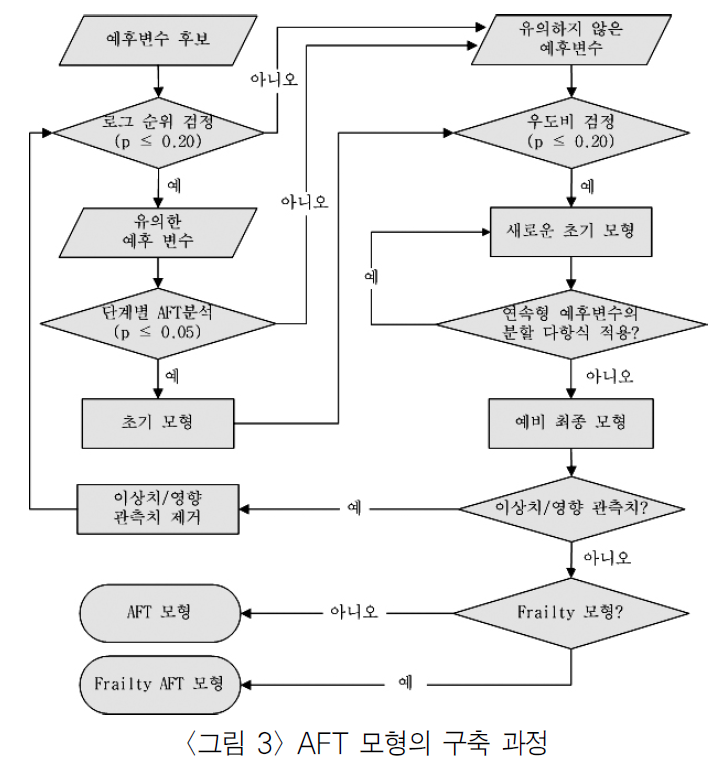 예후변수 후보
유의하지 않은
예후변수
아니오
로그 순위 검정
(p ≤ 0.20)
우도비 검정
(p ≤ 0.20)
예
예
아니오
유의한
예후 변수
새로운 초기 모형
예
단계별 AFT분석
(p ≤ 0.05)
연속형 예후변수의
분할 다항식 적용?
예
아니오
초기 모형
예비 최종 모형
이상치/영향
관측치 제거
예
이상치/영향 관측치?
아니오
AFT 모형
아니오
Frailty 모형?
Frailty AFT 모형
예
〈그림 3〉 AFT 모형의 구축 과정